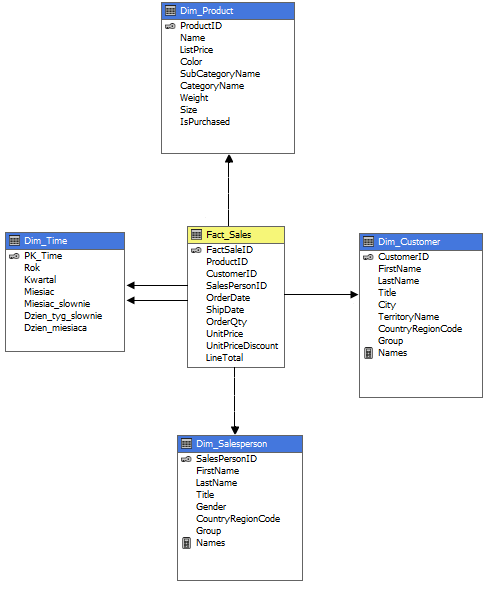 Dim_Product
ProductID
Name
ListPrice
Color
SubCategoryName
CategoryName
Weight
Size
IsPurchased
Dim_Time
PK_Time
Rok
Kwartal
Miesiac
Miesiac_slownie
Dzien_tyg_slownie
Dzien_miesiaca
Fact_Sales
FactSaleID
ProductID
CustomerID
SalesPersonID
OrderDate
ShipDate
OrderQty
UnitPrice
UnitPriceDiscount
LineTotal
Dim_Customer
CustomerID
FirstName
LastName
Title
City
TerritoryName
CountryRegionCode
Group
Names
Dim_Salesperson
SalesPersonID
FirstName
LastName
Title
Gender
CountryRegionCode
Group
Names